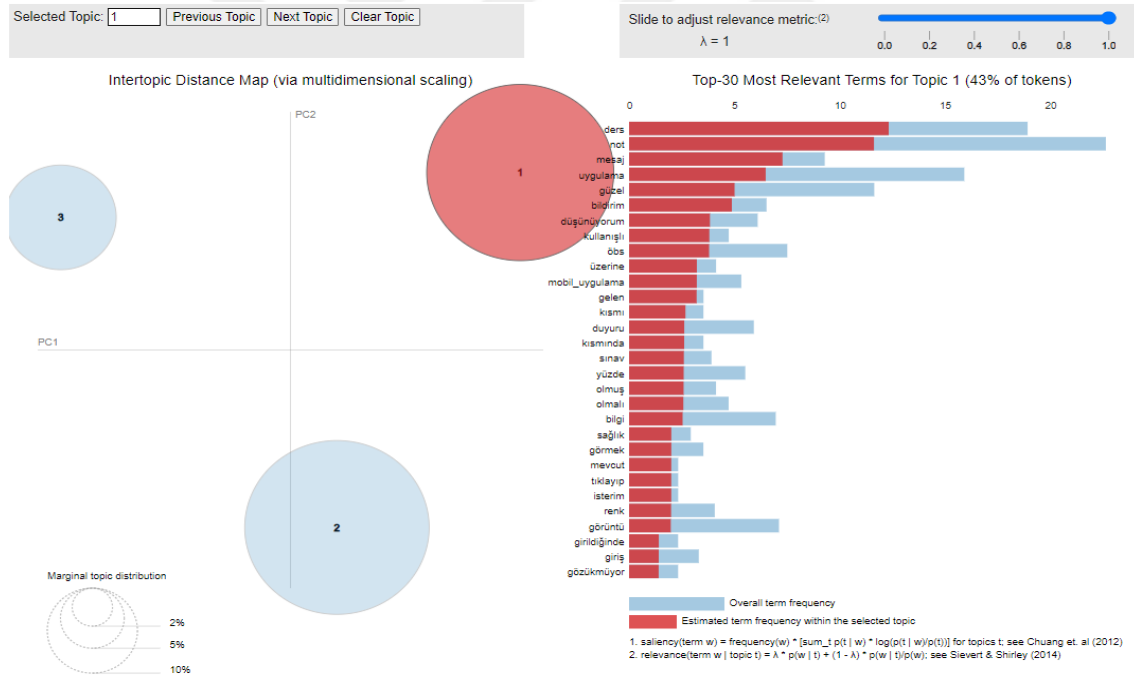 Selected Topic: 1 Previous Topic Next Topic Clear Topic
Slide to adjust relevance metric:(2)
λ = 1
0.0 0.2 0.4 0.6 0.8 1.0
Intertopic Distance Map (via multidimensional scaling)
PC2
PC1
1
3
2
Marginal topic distribution
2%
5%
10%
Top-30 Most Relevant Terms for Topic 1 (43% of tokens)
0 5 10 15 20
ders
not
mesaj
uygulama
güzel
bildirim
düşünüyorum
kullanışlı
öbs
üzerine
mobil_uygulama
gelen
kısmı
duyuru
kısmında
sınav
yüzde
olmuş
olmalı
bilgi
sağlık
görmek
mevcut
tıklayıp
isterim
renk
görüntü
girildiğinde
giriş
gözükmüyor
Overall term frequency
Estimated term frequency within the selected topic
1. saliency(term w) = frequency(w) * [sum_t p(t | w) * log(p(t | w)/p(t))] for topics t; see Chuang et. al (2012)
2. relevance(term w | topic t) = λ * p(w | t) + (1 - λ) * p(w | t)/p(w); see Sievert & Shirley (2014)